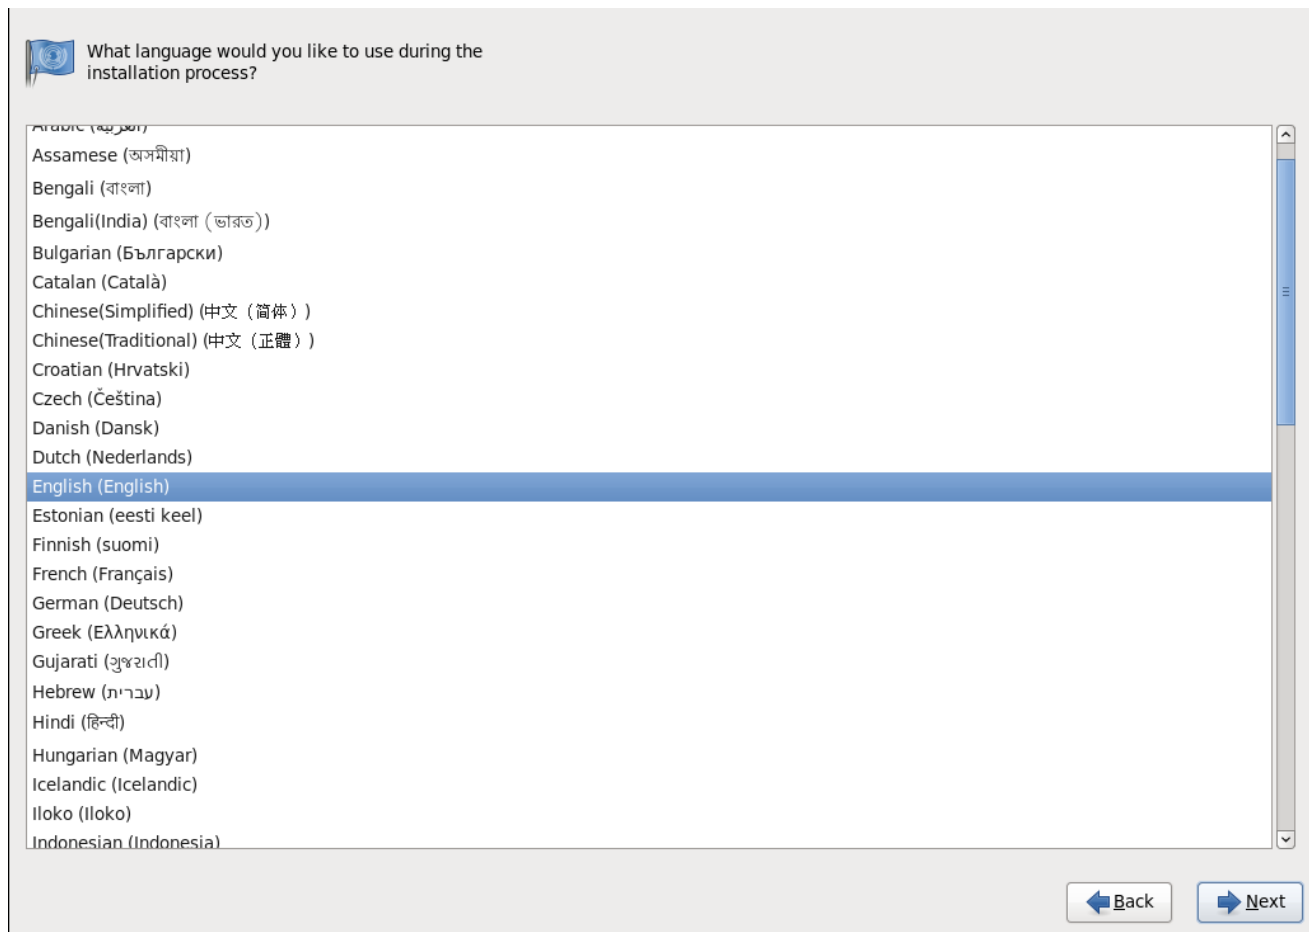 What language would you like to use during the
installation process?
Arabic (العربية)
Assamese (অসমীয়া)
Bengali (বাংলা)
Bengali(India) (বাংলা (ভারত))
Bulgarian (Български)
Catalan (Català)
Chinese(Simplified) (中文（简体）)
Chinese(Traditional) (中文（正體）)
Croatian (Hrvatski)
Czech (Čeština)
Danish (Dansk)
Dutch (Nederlands)
English (English)
Estonian (eesti keel)
Finnish (suomi)
French (Français)
German (Deutsch)
Greek (Ελληνικά)
Gujarati (ગુજરાતી)
Hebrew (עברית)
Hindi (हिन्दी)
Hungarian (Magyar)
Icelandic (Icelandic)
Iloko (Iloko)
Indonesian (Indonesia)
Back
Next